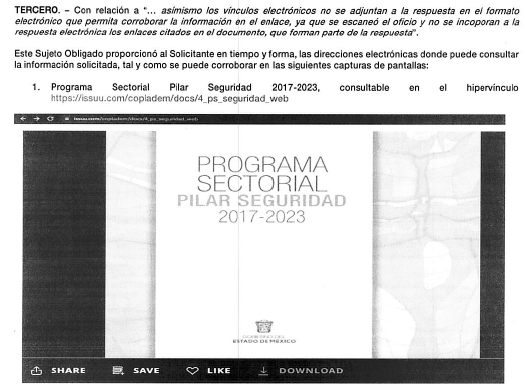 TERCERO. – Con relación a "... asimismo los vínculos electrónicos no se adjuntan a la respuesta en el formato
electrónico que permita corroborar la información en el enlace, ya que se escaneó el oficio y no se incoporan a la
respuesta electrónica los enlaces citados en el documento, que forman parte de la respuesta".
Este Sujeto Obligado proporcionó al Solicitante en tiempo y forma, las direcciones electrónicas donde puede consultar
la información solicitada, tal y como se puede corroborar en las siguientes capturas de pantallas:
1. Programa Sectorial Pilar Seguridad 2017-2023, consultable en el hipervínculo
https://issuu.com/copladem/docs/4_ps_seguridad_web
issuu.com/copladem/docs/4_ps_seguridad_web
PROGRAMA
SECTORIAL
PILAR SEGURIDAD
2017-2023
GOBIERNO DEL
ESTADO DE MÉXICO
SHARE SAVE LIKE DOWNLOAD